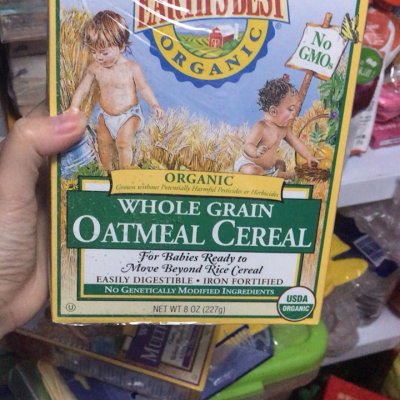 EARTH'S BEST
ORGANIC
No
GMOs
ORGANIC
Grown without Potentially Harmful Pesticides or Herbicides
WHOLE GRAIN
OATMEAL CEREAL
For Babies Ready to
Move Beyond Rice Cereal
EASILY DIGESTIBLE • IRON FORTIFIED
NO GENETICALLY MODIFIED INGREDIENTS
NET WT 8 OZ (227g)
USDA
ORGANIC
U